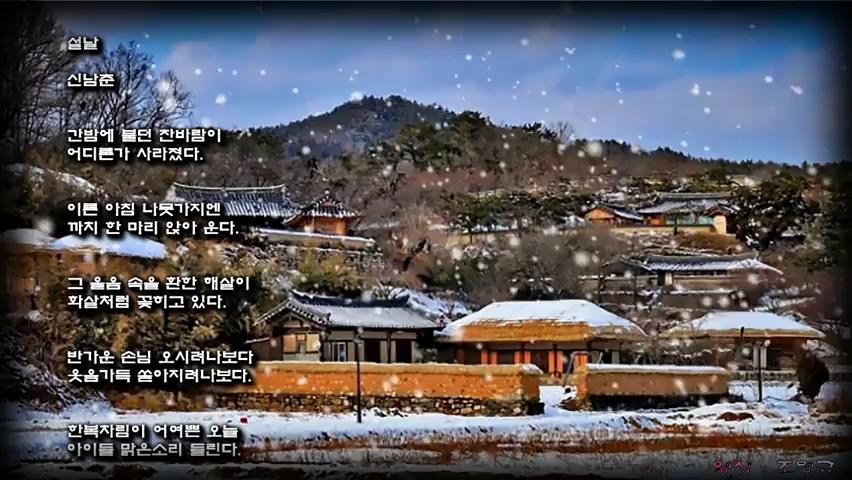 설날
신남춘
간밤에 불던 찬바람이
어디론가 사라졌다.
이른 아침 나뭇가지엔
까치 한 마리 앉아 운다.
그 울음 속을 환한 햇살이
화살처럼 꽂히고 있다.
반가운 손님 오시려나보다
웃음가득 쏟아지려나보다.
한복차림이 어여쁜 오늘
아이들 맑은소리 들린다.
영상 : 조명규